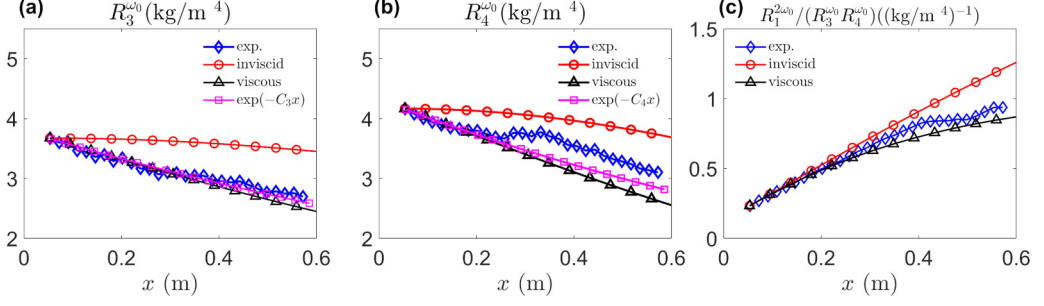 (a)
R_3^{ω_0}(kg/m ^4)
5
4
3
2
0
0.2
0.4
0.6
x (m)
exp.
inviscid
viscous
exp(−C_3x)
(b)
R_4^{ω_0}(kg/m ^4)
5
4
3
2
0
0.2
0.4
0.6
x (m)
exp.
inviscid
viscous
exp(−C_4x)
(c)
R_1^{2ω_0}/(R_3^{ω_0}R_4^{ω_0})((kg/m ^4)^{−1})
1.5
1
0.5
0
0
0.2
0.4
0.6
x (m)
exp.
inviscid
viscous